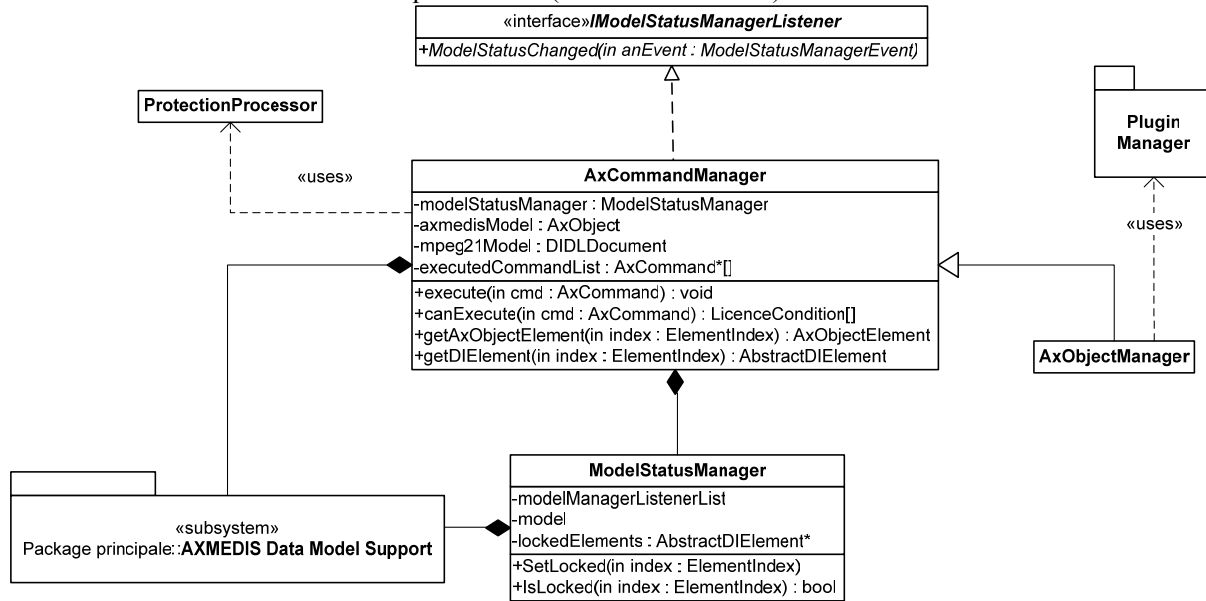 «interface»IModelStatusManagerListener
+ModelStatusChanged(in anEvent : ModelStatusManagerEvent)
ProtectionProcessor
Plugin
Manager
«uses»
«uses»
AxCommandManager
-modelStatusManager : ModelStatusManager
-axmedisModel : AxObject
-mpeg21Model : DIDLDocument
-executedCommandList : AxCommand*[]
+execute(in cmd : AxCommand) : void
+canExecute(in cmd : AxCommand) : LicenceCondition[]
+getAxObjectElement(in index : ElementIndex) : AxObjectElement
+getDIElement(in index : ElementIndex) : AbstractDIElement
AxObjectManager
ModelStatusManager
-modelManagerListenerList
-model
-lockedElements : AbstractDIElement*
+SetLocked(in index : ElementIndex)
+IsLocked(in index : ElementIndex) : bool
«subsystem»
Package principale::AXMEDIS Data Model Support